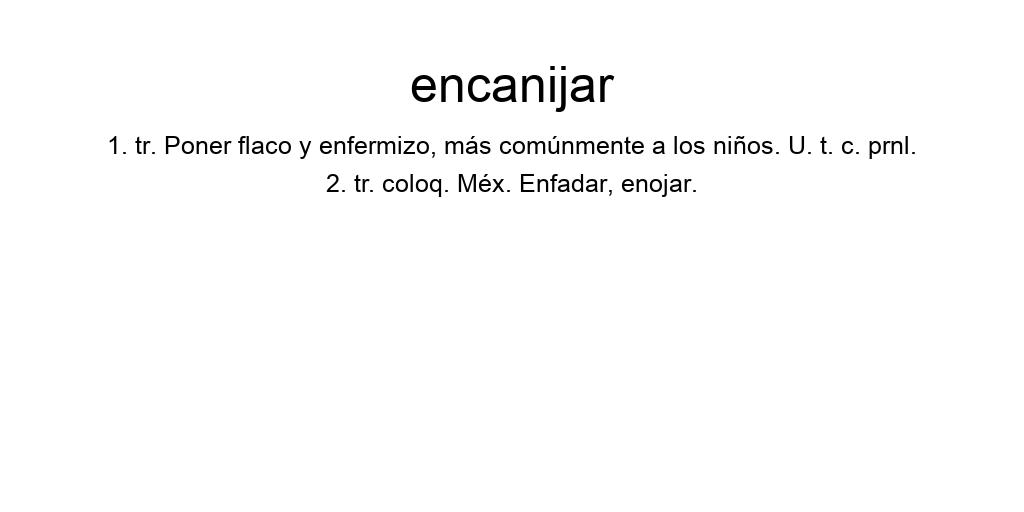 encanijar
1. tr. Poner flaco y enfermizo, más comúnmente a los niños. U. t. c. prnl.
2. tr. coloq. Méx. Enfadar, enojar.